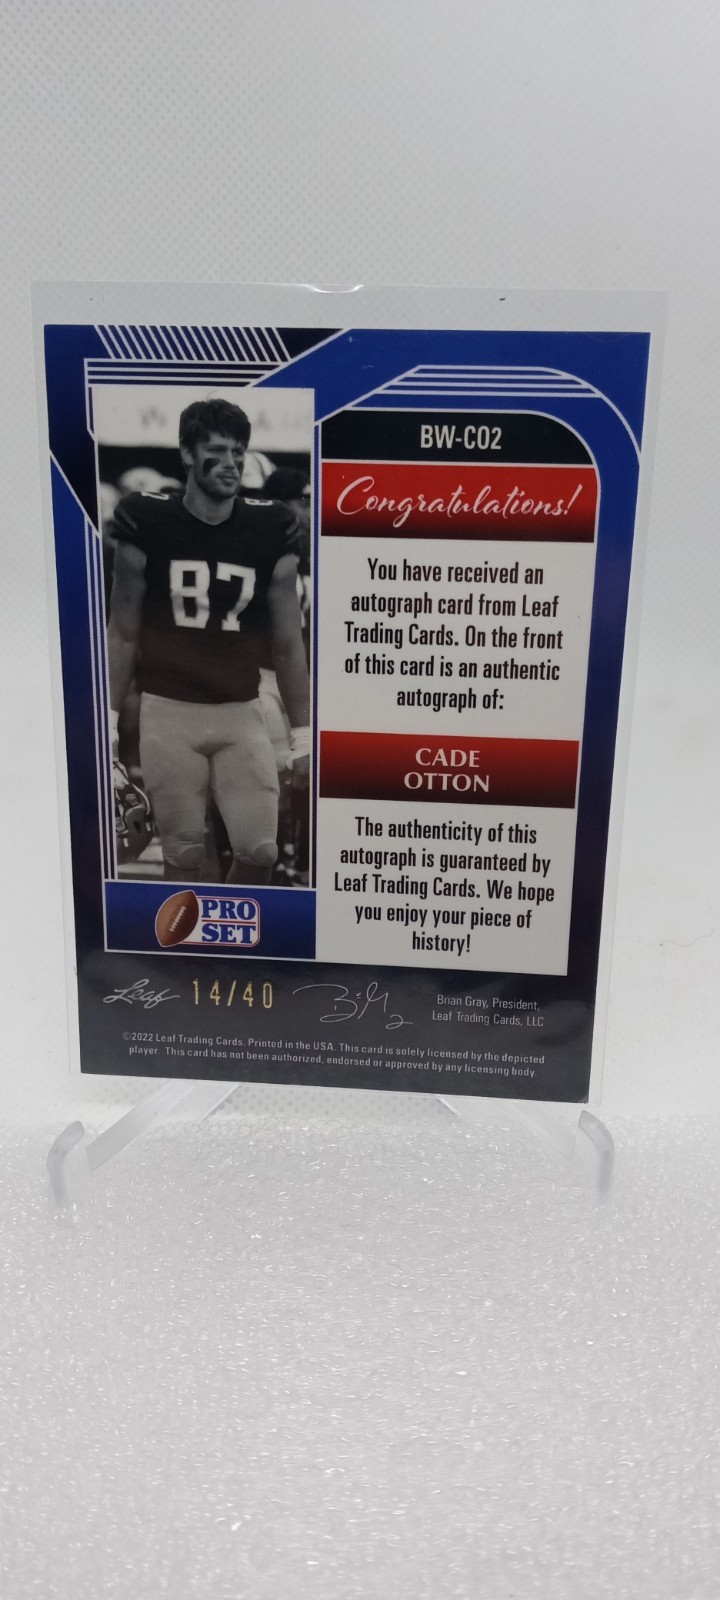 BW-CO2
Congratulations!
You have received an
autograph card from Leaf
Trading Cards. On the front
of this card is an authentic
autograph of:
CADE
OTTON
The authenticity of this
autograph is guaranteed by
Leaf Trading Cards. We hope
you enjoy your piece of
history!
87
87
PRO
SET
Leaf 14/40
Brian Gray, President,
Leaf Trading Cards, LLC
©2022 Leaf Trading Cards. Printed in the USA. This card is solely licensed by the depicted
player. This card has not been authorized, endorsed or approved by any licensing body.